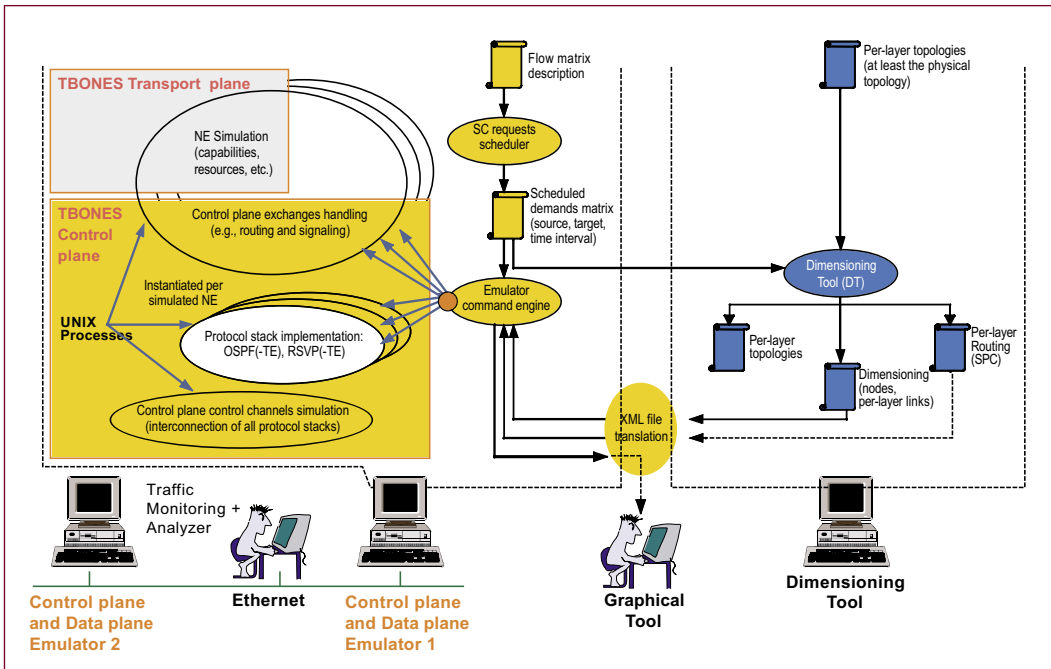 TBONES Transport plane
NE Simulation
(capabilities,
resources, etc.)
TBONES
Control
plane
Control plane exchanges handling
(e.g., routing and signaling)
Instantiated per
simulated NE
UNIX
Processes
Protocol stack implementation:
OSPF(-TE), RSVP(-TE)
Control plane control channels simulation
(interconnection of all protocol stacks)
Flow matrix
description
SC requests
scheduler
Scheduled
demands matrix
(source, target,
time interval)
Emulator
command engine
XML file
translation
Per-layer topologies
(at least the physical
topology)
Dimensioning
Tool (DT)
Per-layer
topologies
Dimensioning
(nodes,
per-layer links)
Per-layer
Routing
(SPC)
Traffic
Monitoring +
Analyzer
Control plane
and Data plane
Emulator 2
Ethernet
Control plane
and Data plane
Emulator 1
Graphical
Tool
Dimensioning
Tool